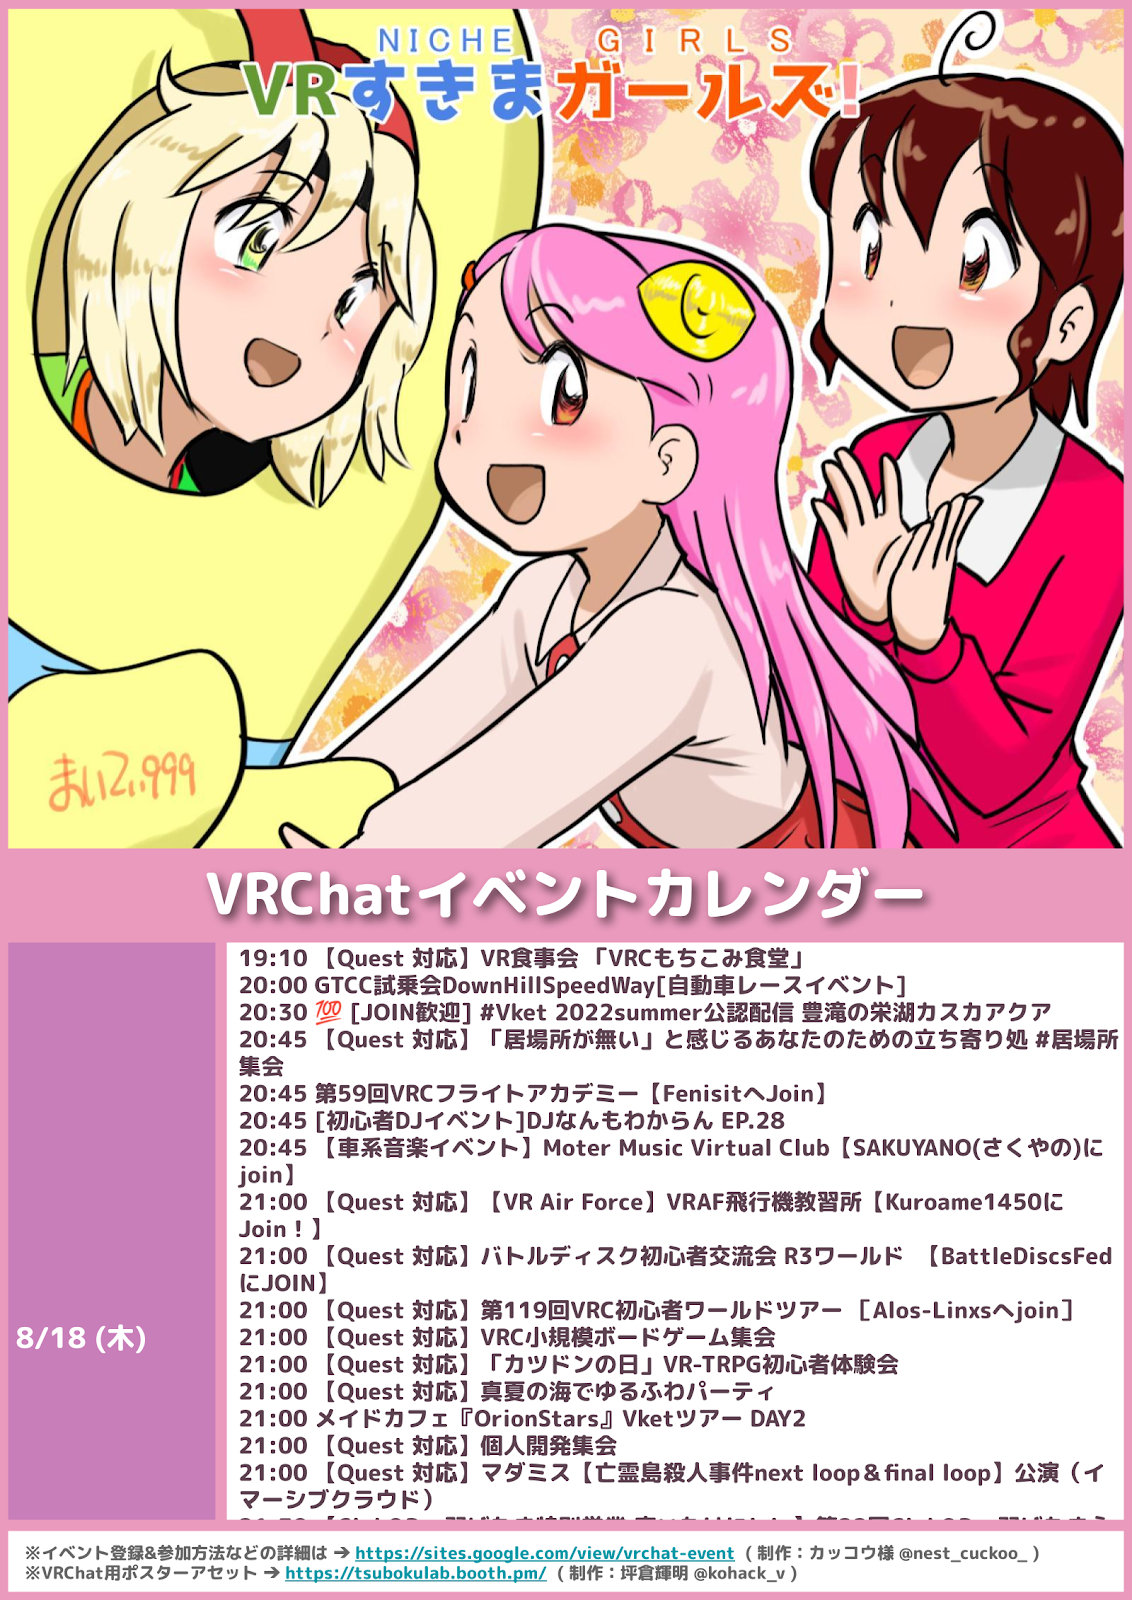 NICHE GIRLS
VRすきまガールズ!
まいてぃ999
VRChatイベントカレンダー
8/18 (木)
19:10 【Quest 対応】VR食事会 「VRCもちこみ食堂」
20:00 GTCC試乗会DownHillSpeedWay[自動車レースイベント]
20:30 💯 [JOIN歓迎] #Vket 2022summer公認配信 豊滝の栄湖カスカアクア
20:45 【Quest 対応】「居場所が無い」と感じるあなたのための立ち寄り処 #居場所
集会
20:45 第59回VRCフライトアカデミー【FenisitへJoin】
20:45 [初心者DJイベント]DJなんもわからん EP.28
20:45 【車系音楽イベント】Moter Music Virtual Club【SAKUYANO(さくやの)に
join】
21:00 【Quest 対応】【VR Air Force】VRAF飛行機教習所【Kuroame1450に
Join！】
21:00 【Quest 対応】バトルディスク初心者交流会 R3ワールド 【BattleDiscsFed
にJOIN】
21:00 【Quest 対応】第119回VRC初心者ワールドツアー ［Alos-Linxsへjoin］
21:00 【Quest 対応】VRC小規模ボードゲーム集会
21:00 【Quest 対応】「カツドンの日」VR-TRPG初心者体験会
21:00 【Quest 対応】真夏の海でゆるふわパーティ
21:00 メイドカフェ『OrionStars』Vketツアー DAY2
21:00 【Quest 対応】個人開発集会
21:00 【Quest 対応】マダミス【亡霊島殺人事件next loop＆final loop】公演（イ
マーシブクラウド）
※イベント登録&参加方法などの詳細は → https://sites.google.com/view/vrchat-event ( 制作：カッコウ様 @nest_cuckoo_ )
※VRChat用ポスターアセット → https://tsubokulab.booth.pm/ ( 制作：坪倉輝明 @kohack_v )